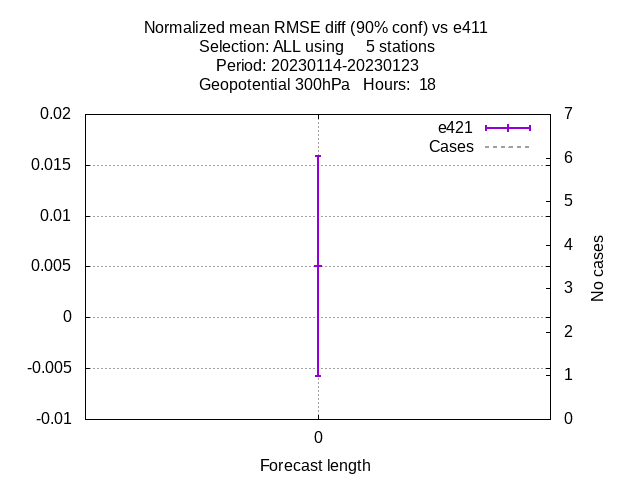 Normalized mean RMSE diff (90% conf) vs e411
Selection: ALL using     5 stations
Period: 20230114-20230123
Geopotential 300hPa   Hours:  18
0.02
0.015
0.01
0.005
0
-0.005
-0.01
e421
Cases
7
6
5
4
3
2
1
0
No cases
0
Forecast length